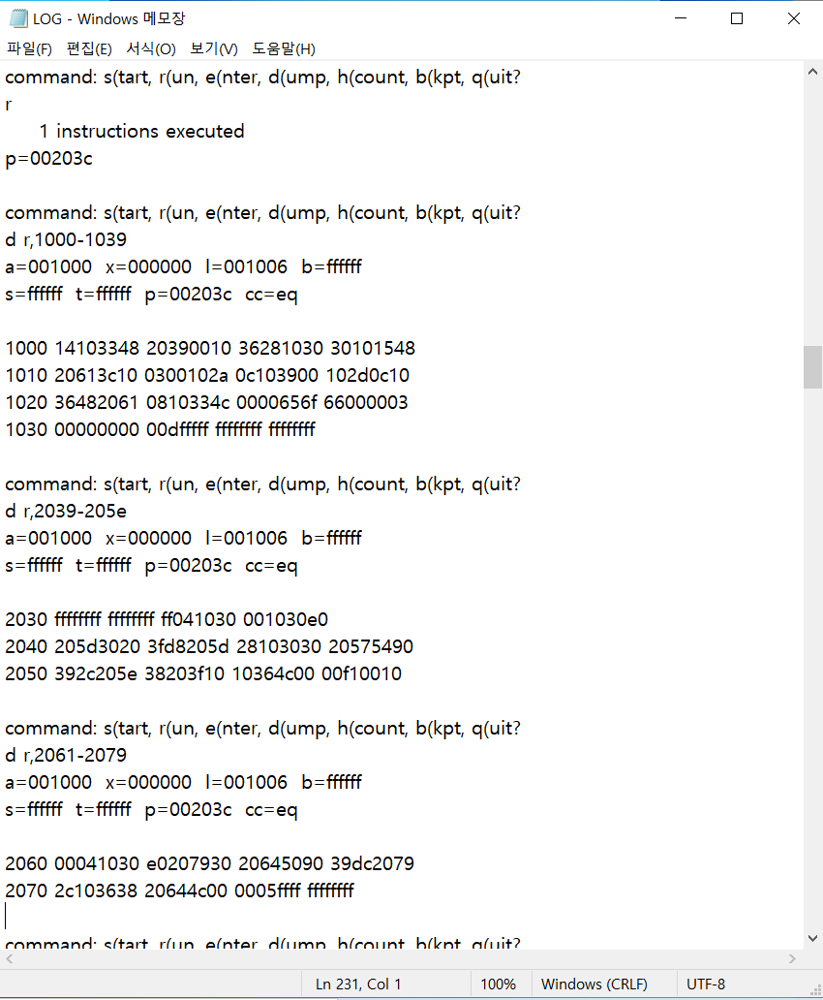 LOG - Windows 메모장
파일(F) 편집(E) 서식(O) 보기(V) 도움말(H)
command: s(tart, r(un, e(nter, d(ump, h(count, b(kpt, q(uit?
r
1 instructions executed
p=00203c
command: s(tart, r(un, e(nter, d(ump, h(count, b(kpt, q(uit?
d r,1000-1039
a=001000 x=000000 l=001006 b=ffffff
s=ffffff t=ffffff p=00203c cc=eq
1000 14103348 20390010 36281030 30101548
1010 20613c10 0300102a 0c103900 102d0c10
1020 36482061 0810334c 0000656f 66000003
1030 00000000 00dfffff ffffffff ffffffff
command: s(tart, r(un, e(nter, d(ump, h(count, b(kpt, q(uit?
d r,2039-205e
a=001000 x=000000 l=001006 b=ffffff
s=ffffff t=ffffff p=00203c cc=eq
2030 ffffffff ffffffff ff041030 001030e0
2040 205d3020 3fd8205d 28103030 20575490
2050 392c205e 38203f10 10364c00 00f10010
command: s(tart, r(un, e(nter, d(ump, h(count, b(kpt, q(uit?
d r,2061-2079
a=001000 x=000000 l=001006 b=ffffff
s=ffffff t=ffffff p=00203c cc=eq
2060 00041030 e0207930 20645090 39dc2079
2070 2c103638 20644c00 0005ffff ffffffff
command: s(tart, r(un, e(nter, d(ump, h(count, b(kpt, q(uit?
Ln 231, Col 1 100% Windows (CRLF) UTF-8